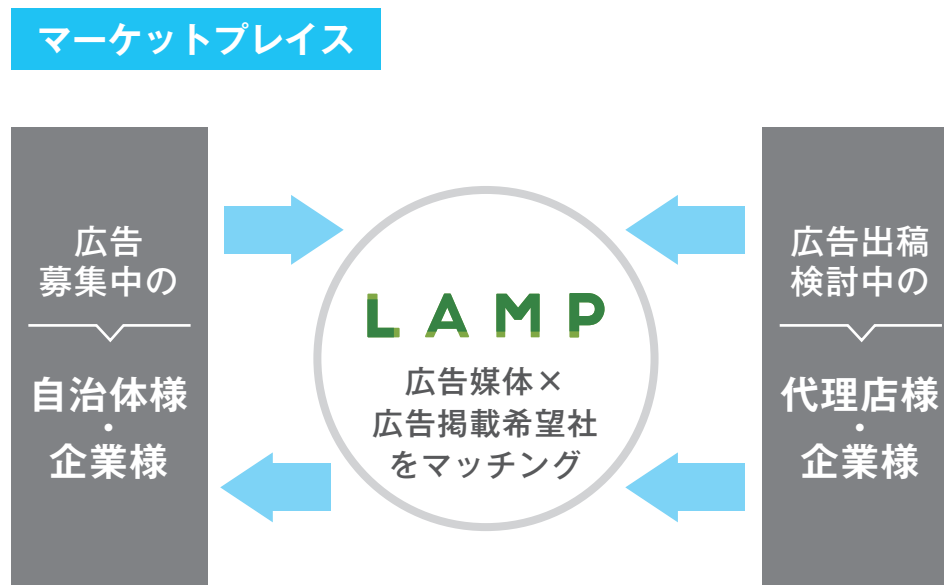 マーケットプレイス
広告
募集中の
自治体様
・
企業様
LAMP
広告媒体×
広告掲載希望社
をマッチング
広告出稿
検討中の
代理店様
・
企業様